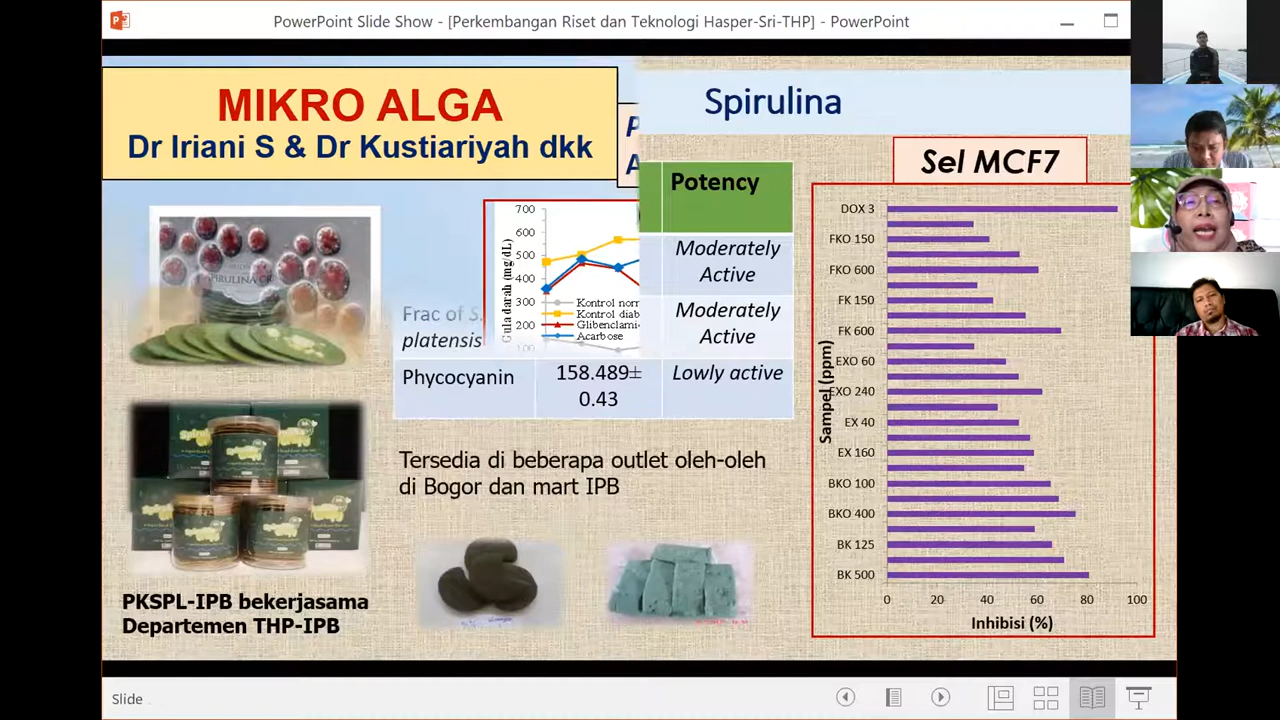 PowerPoint Slide Show - [Perkembangan Riset dan Teknologi Hasper-Sri-THP] - PowerPoint
MIKRO ALGA
Dr Iriani S & Dr Kustiariyah dkk
P
A
Spirulina
Potency
Moderately
Active
Moderately
Active
Frac of S.
platensis
Phycocyanin
158.489±
0.43
Lowly active
700
600
500
400
300
200
100
Gula darah (mg/dL)
Kontrol norm
Kontrol diab
Glibenclami
Acarbose
Tersedia di beberapa outlet oleh-oleh
di Bogor dan mart IPB
PKSPL-IPB bekerjasama
Departemen THP-IPB
Sel MCF7
Sampel (ppm)
DOX 3
FKO 150
FKO 600
FK 150
FK 600
EXO 60
EXO 240
EX 40
EX 160
BKO 100
BKO 400
BK 125
BK 500
0 20 40 60 80 100
Inhibisi (%)
Slide